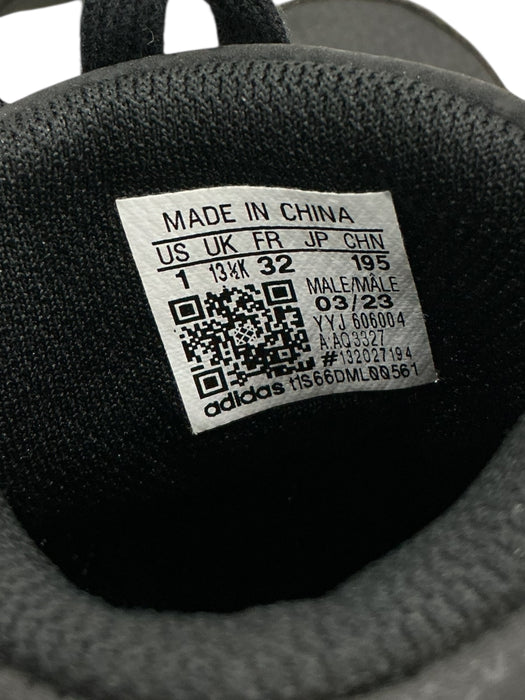 MADE IN CHINA
US UK FR JP CHN
1 13½K 32 195
MALE/MÂLE
03/23
YYJ 606004
A:AQ3327
#132027194
adidas HS66DML00561